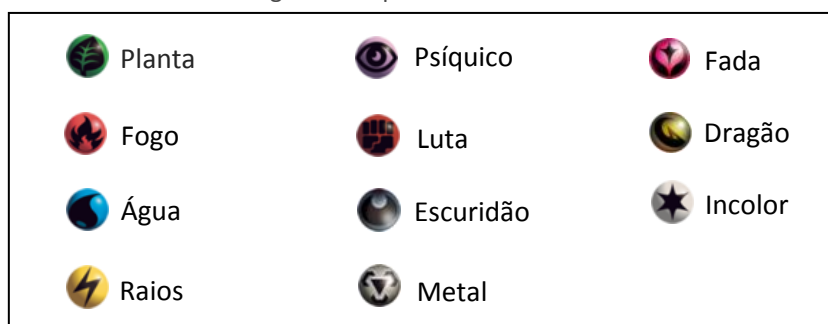 Planta
Fogo
Água
Raios
Psíquico
Luta
Escuridão
Metal
Fada
Dragão
Incolor